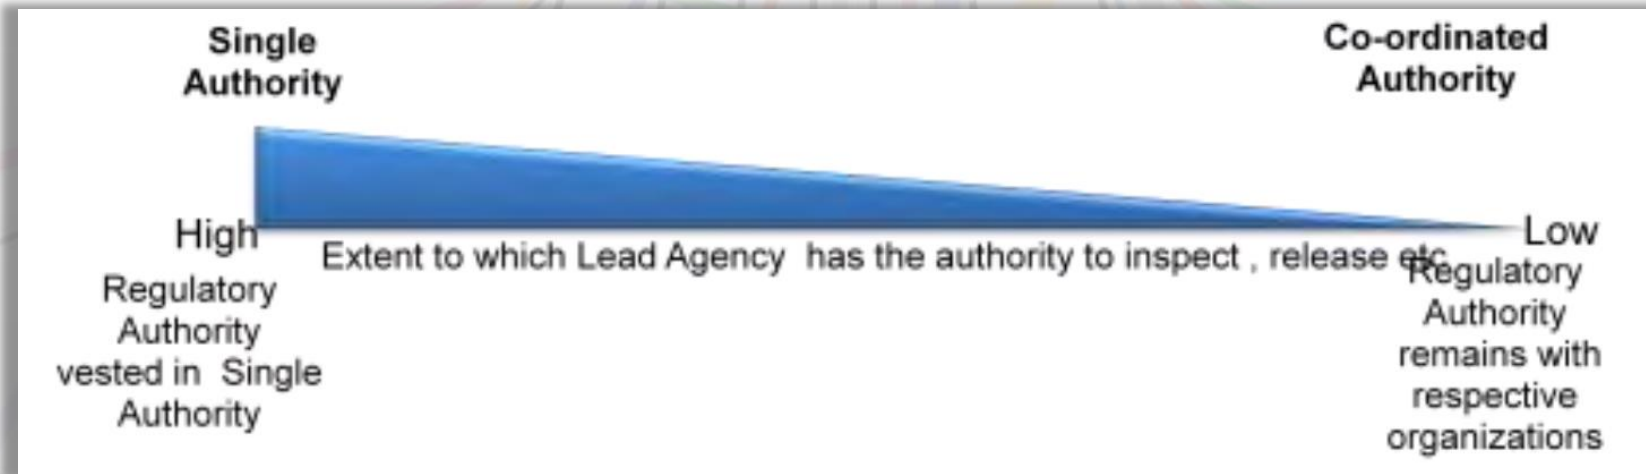 Single
Authority
Co-ordinated
Authority
High
Low
Extent to which Lead Agency has the authority to inspect , release etc
Regulatory
Authority
vested in Single
Authority
Regulatory
Authority
remains with
respective
organizations